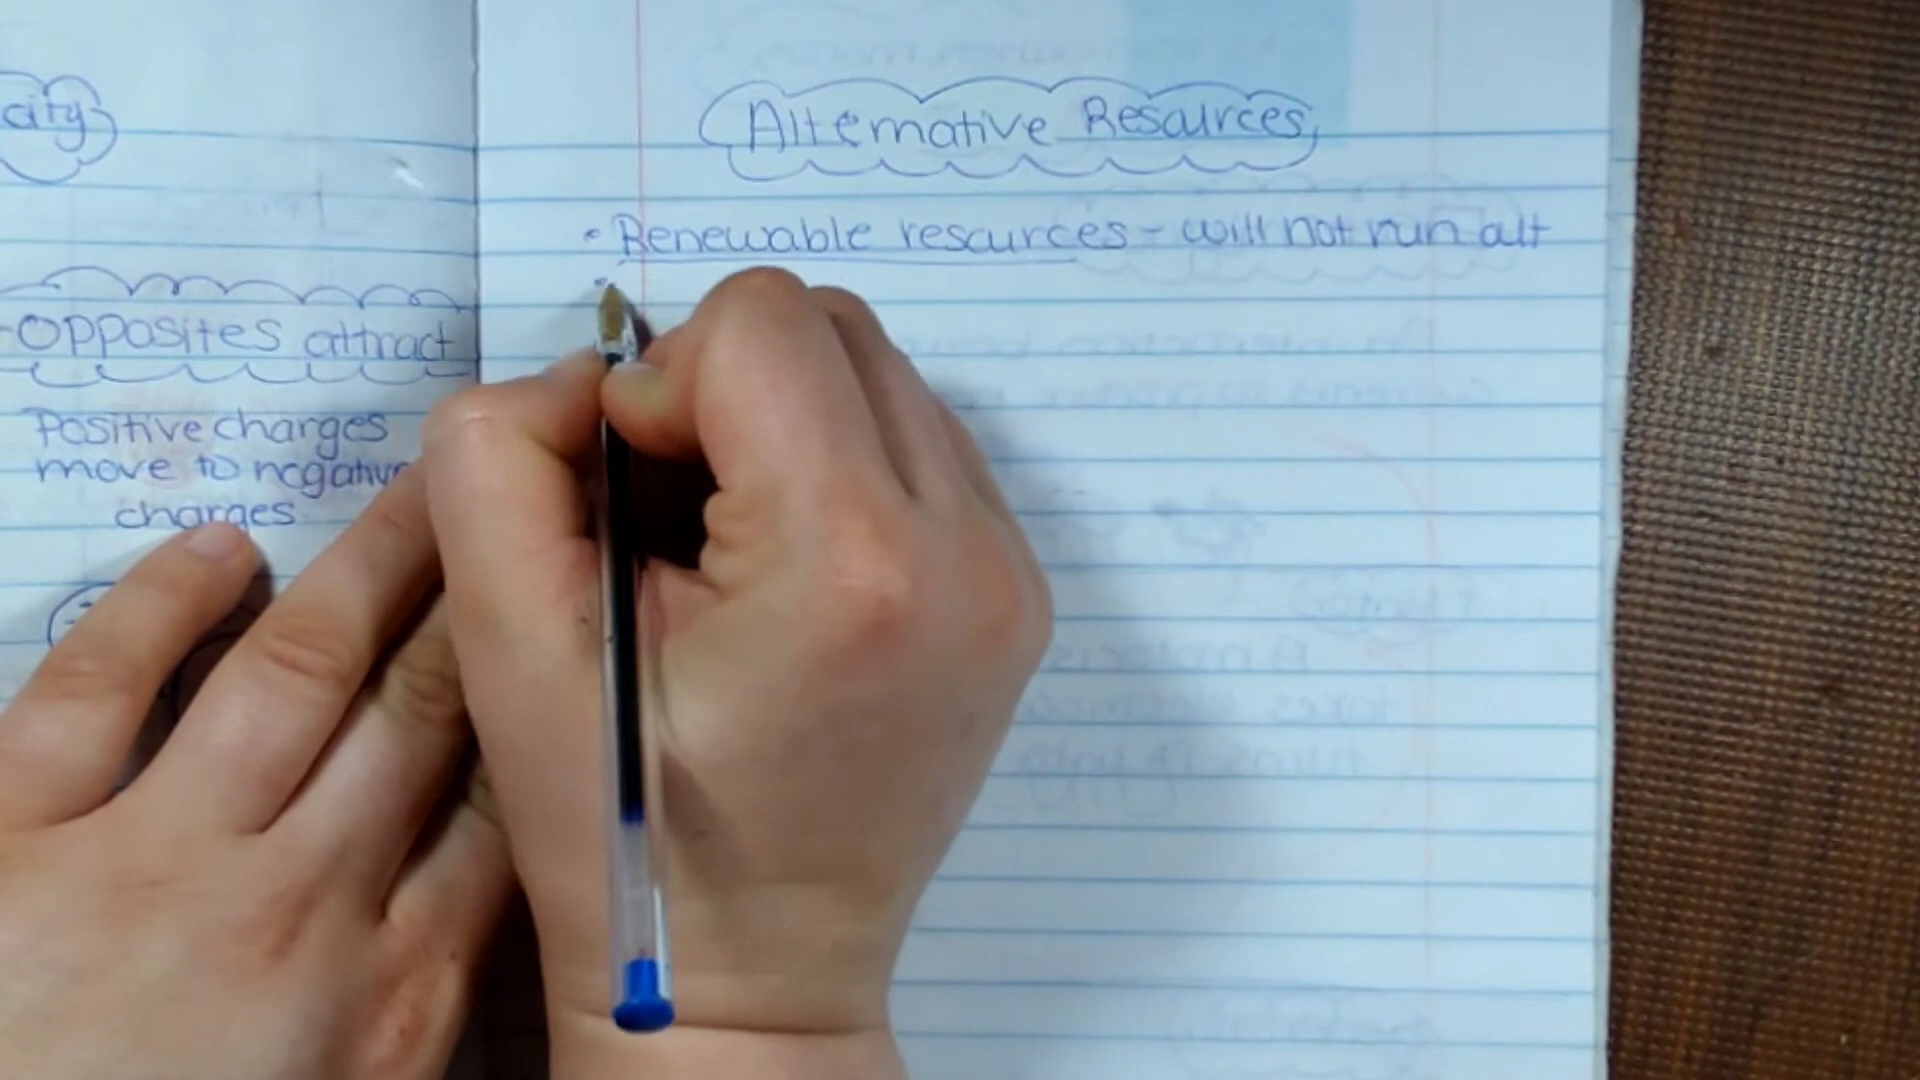 city
-Opposites attract
Positive charges
move to negative
charges
Alternative Resources
• Renewable resources - will not run out
•